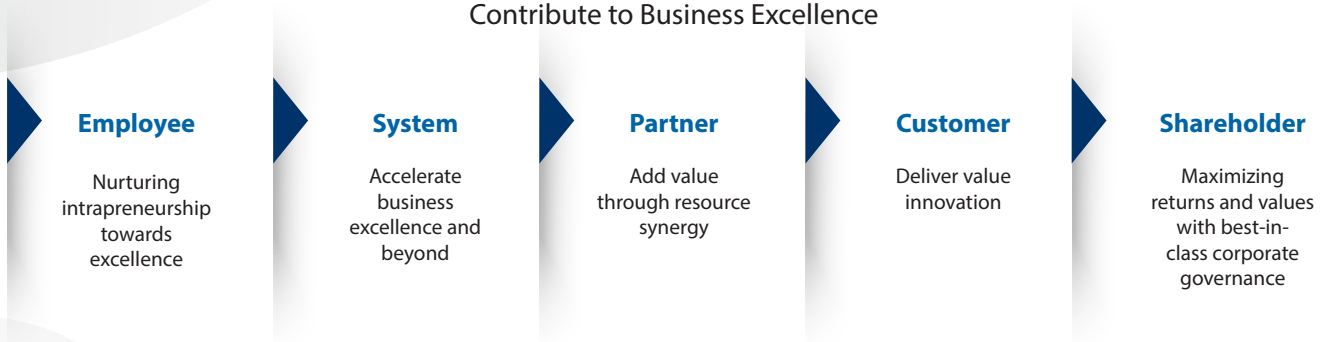 Contribute to Business Excellence
Employee
Nurturing
intrapreneurship
towards
excellence
System
Accelerate
business
excellence and
beyond
Partner
Add value
through resource
synergy
Customer
Deliver value
innovation
Shareholder
Maximizing
returns and values
with best-in-
class corporate
governance